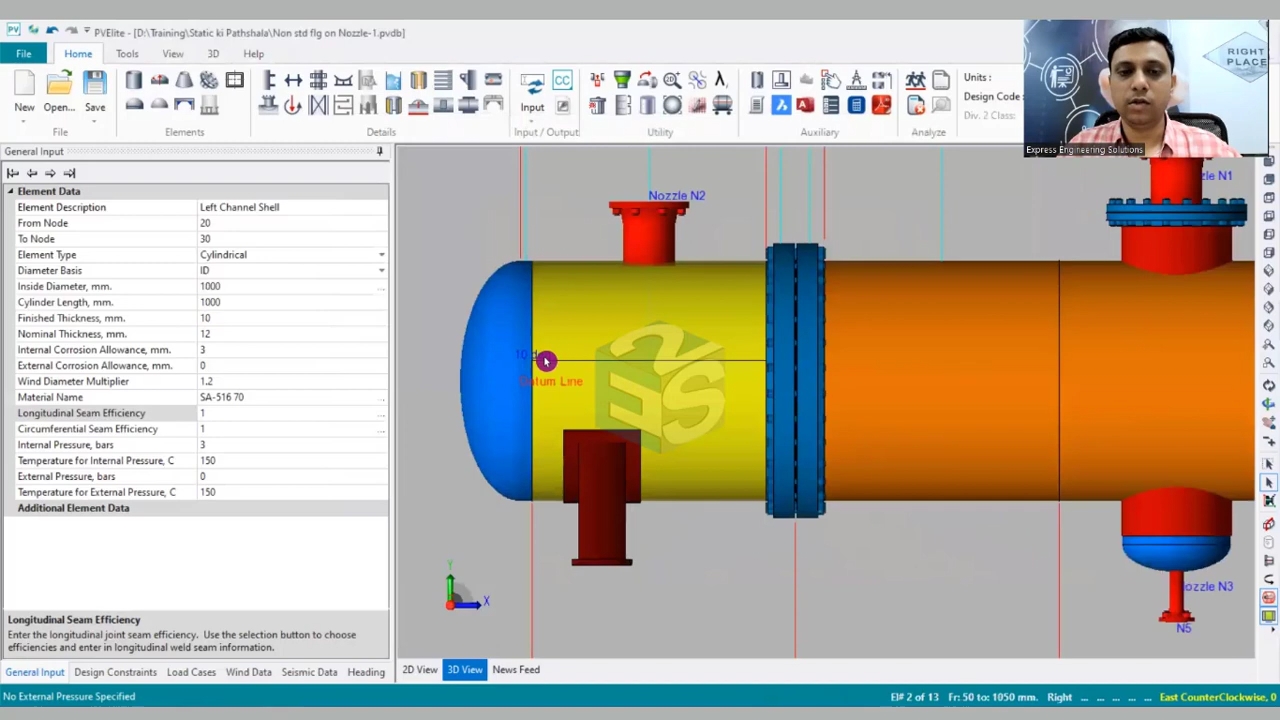 PVElite - [D:\Training\Static ki Pathshala\Non std flg on Nozzle-1.pvdb]
File Home Tools View 3D Help
New Open... Save Input CC
Units :
Design Code :
Div. 2 Class:
File Elements Details Input / Output Utility Auxiliary Analyze
RIGHT
PLACE
Express Engineering Solutions
General Input
Element Data
Element Description Left Channel Shell
From Node 20
To Node 30
Element Type Cylindrical
Diameter Basis ID
Inside Diameter, mm. 1000
Cylinder Length, mm. 1000
Finished Thickness, mm. 10
Nominal Thickness, mm. 12
Internal Corrosion Allowance, mm. 3
External Corrosion Allowance, mm. 0
Wind Diameter Multiplier 1.2
Material Name SA-516 70
Longitudinal Seam Efficiency 1
Circumferential Seam Efficiency 1
Internal Pressure, bars 3
Temperature for Internal Pressure, C 150
External Pressure, bars 0
Temperature for External Pressure, C 150
Additional Element Data
Longitudinal Seam Efficiency
Enter the longitudinal joint seam efficiency. Use the selection button to choose
efficiencies and enter in longitudinal weld seam information.
General Input Design Constraints Load Cases Wind Data Seismic Data Heading
Nozzle N2
zle N1
10
tum Line
ozzle N3
N5
Y
X
2D View 3D View News Feed
No External Pressure Specified
El# 2 of 13 Fr: 50 to: 1050 mm. Right ... ... ... ... East CounterClockwise, 0